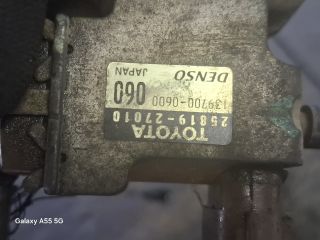 TOYOTA
25819-27010
139700-0600
060
DENSO
JAPAN
Galaxy A55 5G